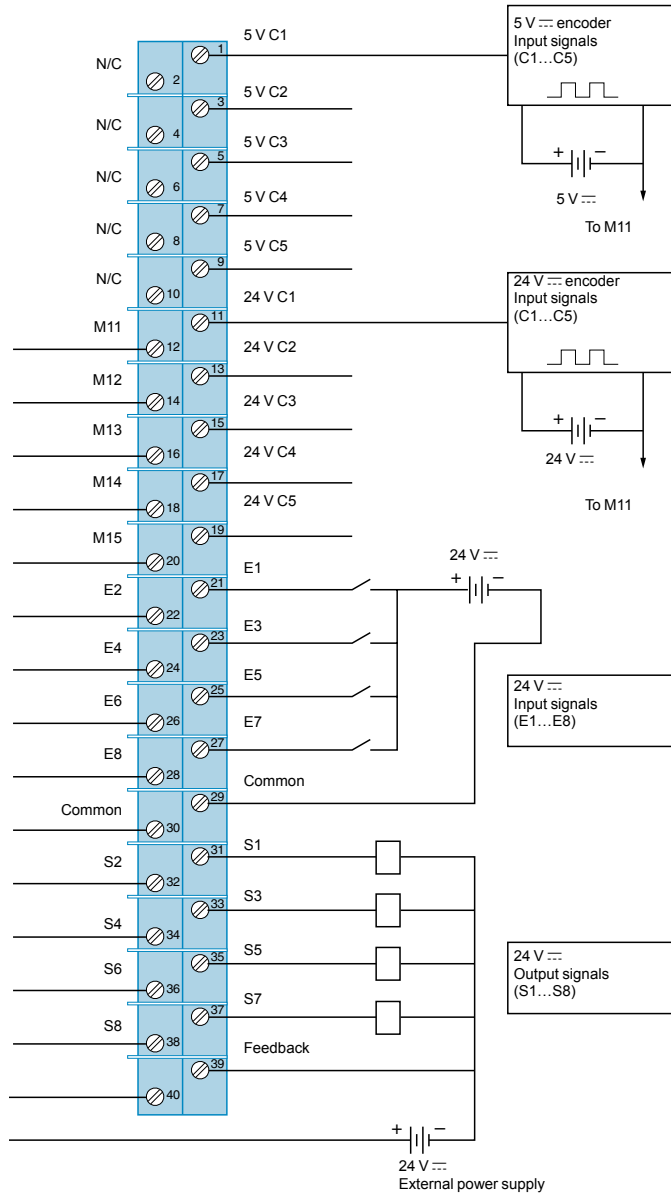 5 V C1
1
5 V ⎓ encoder
Input signals
(C1...C5)
N/C
2
5 V C2
3
N/C
4
5 V C3
5
+ −
5 V ⎓
To M11
N/C
6
5 V C4
7
N/C
8
5 V C5
9
N/C
10
24 V C1
11
24 V ⎓ encoder
Input signals
(C1...C5)
M11
12
24 V C2
13
M12
14
24 V C3
15
+ −
24 V ⎓
To M11
M13
16
24 V C4
17
M14
18
24 V C5
19
M15
20
E1
21
24 V ⎓
+ −
E2
22
E3
23
E4
24
E5
25
24 V ⎓
Input signals
(E1...E8)
E6
26
E7
27
E8
28
Common
29
Common
30
S1
31
S2
32
S3
33
S4
34
S5
35
24 V ⎓
Output signals
(S1...S8)
S6
36
S7
37
S8
38
Feedback
39
40
+ −
24 V ⎓
External power supply